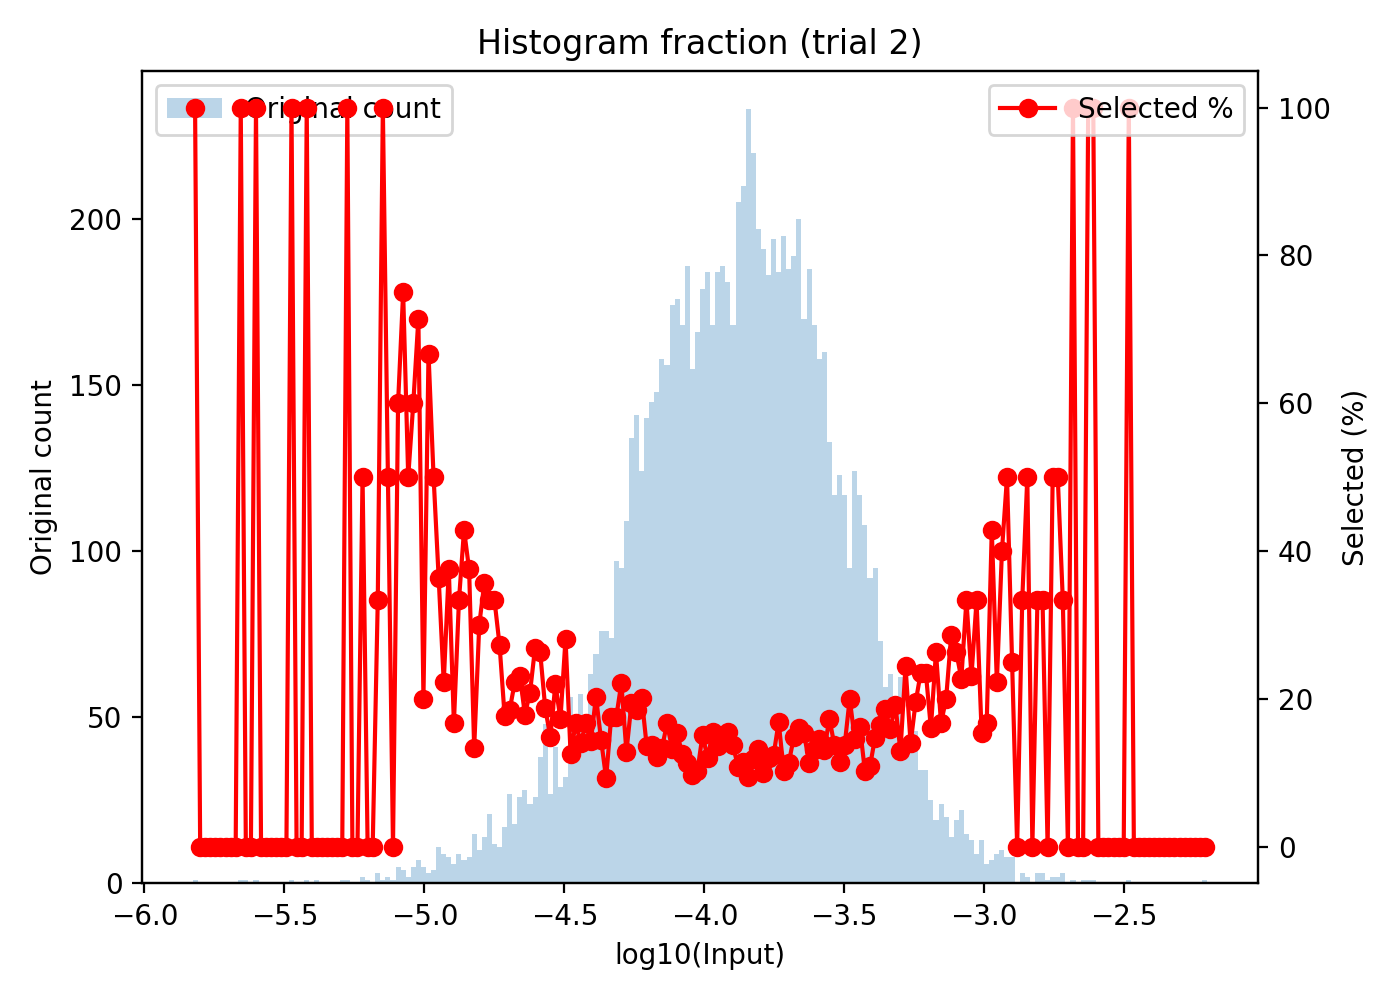 Histogram fraction (trial 2)
Original count
Selected %
200
150
100
50
0
Original count
100
80
60
40
20
0
Selected (%)
−6.0 −5.5 −5.0 −4.5 −4.0 −3.5 −3.0 −2.5
log10(Input)